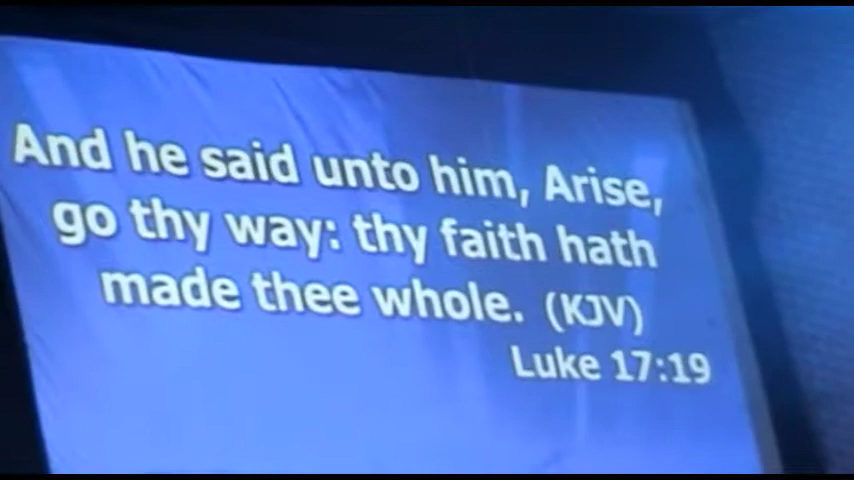 And he said unto him, Arise,
go thy way: thy faith hath
made thee whole. (KJV)
Luke 17:19